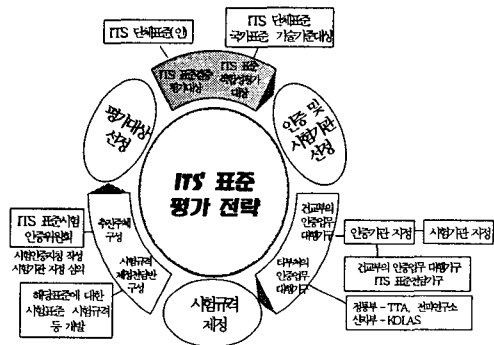 ITS 단체표준(안)
ITS 단체표준
국가표준 기술기준대상
ITS 표준검증
평가대상
ITS 표준
적합성평가
대상
평가대상
선정
인증 및
시험기관
선정
ITS 표준
평가 전략
추진주체
구성
시험규격
제정전담반
구성
건교부의
인증업무
대행기구
타부처의
인증업무
대행기구
시험규격
제정
ITS 표준시험
인증위원회
시험인증지침 작성
시험기관 지정 심의
해당표준에 대한
시험표준 시험규격
등 개발
인증기관 지정
시험기관 지정
건교부의 인증업무 대행기구
ITS 표준전담기구
정통부 - TTA, 전파연구소
산자부 - KOLAS